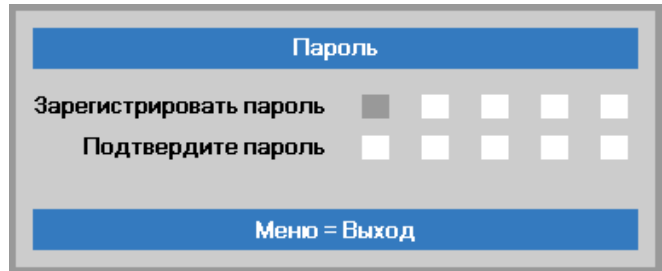 Пароль
Зарегистрировать пароль
Подтвердите пароль
Меню = Выход